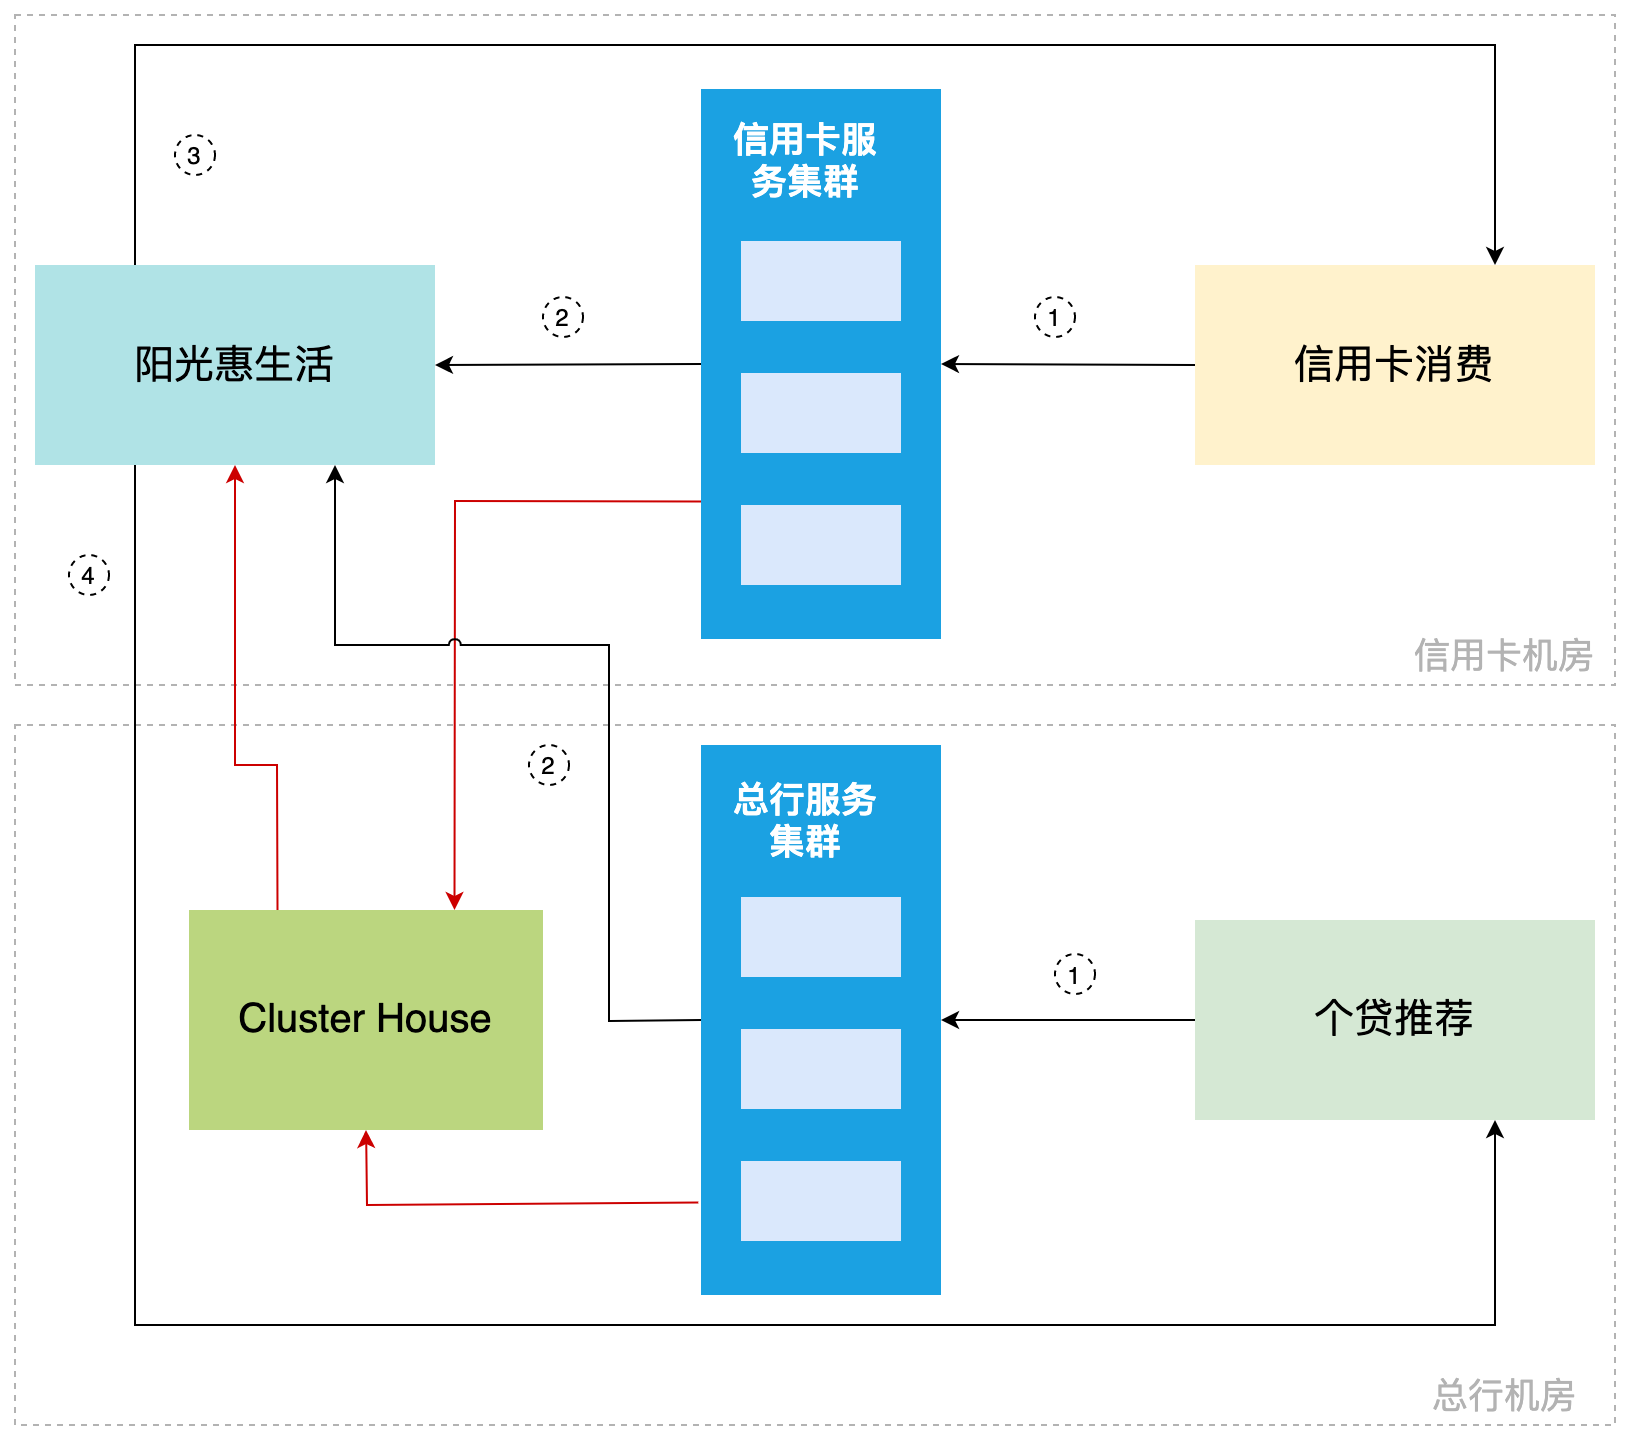 信用卡服
务集群
③
②
①
阳光惠生活
信用卡消费
④
信用卡机房
②
总行服务
集群
①
Cluster House
个贷推荐
总行机房